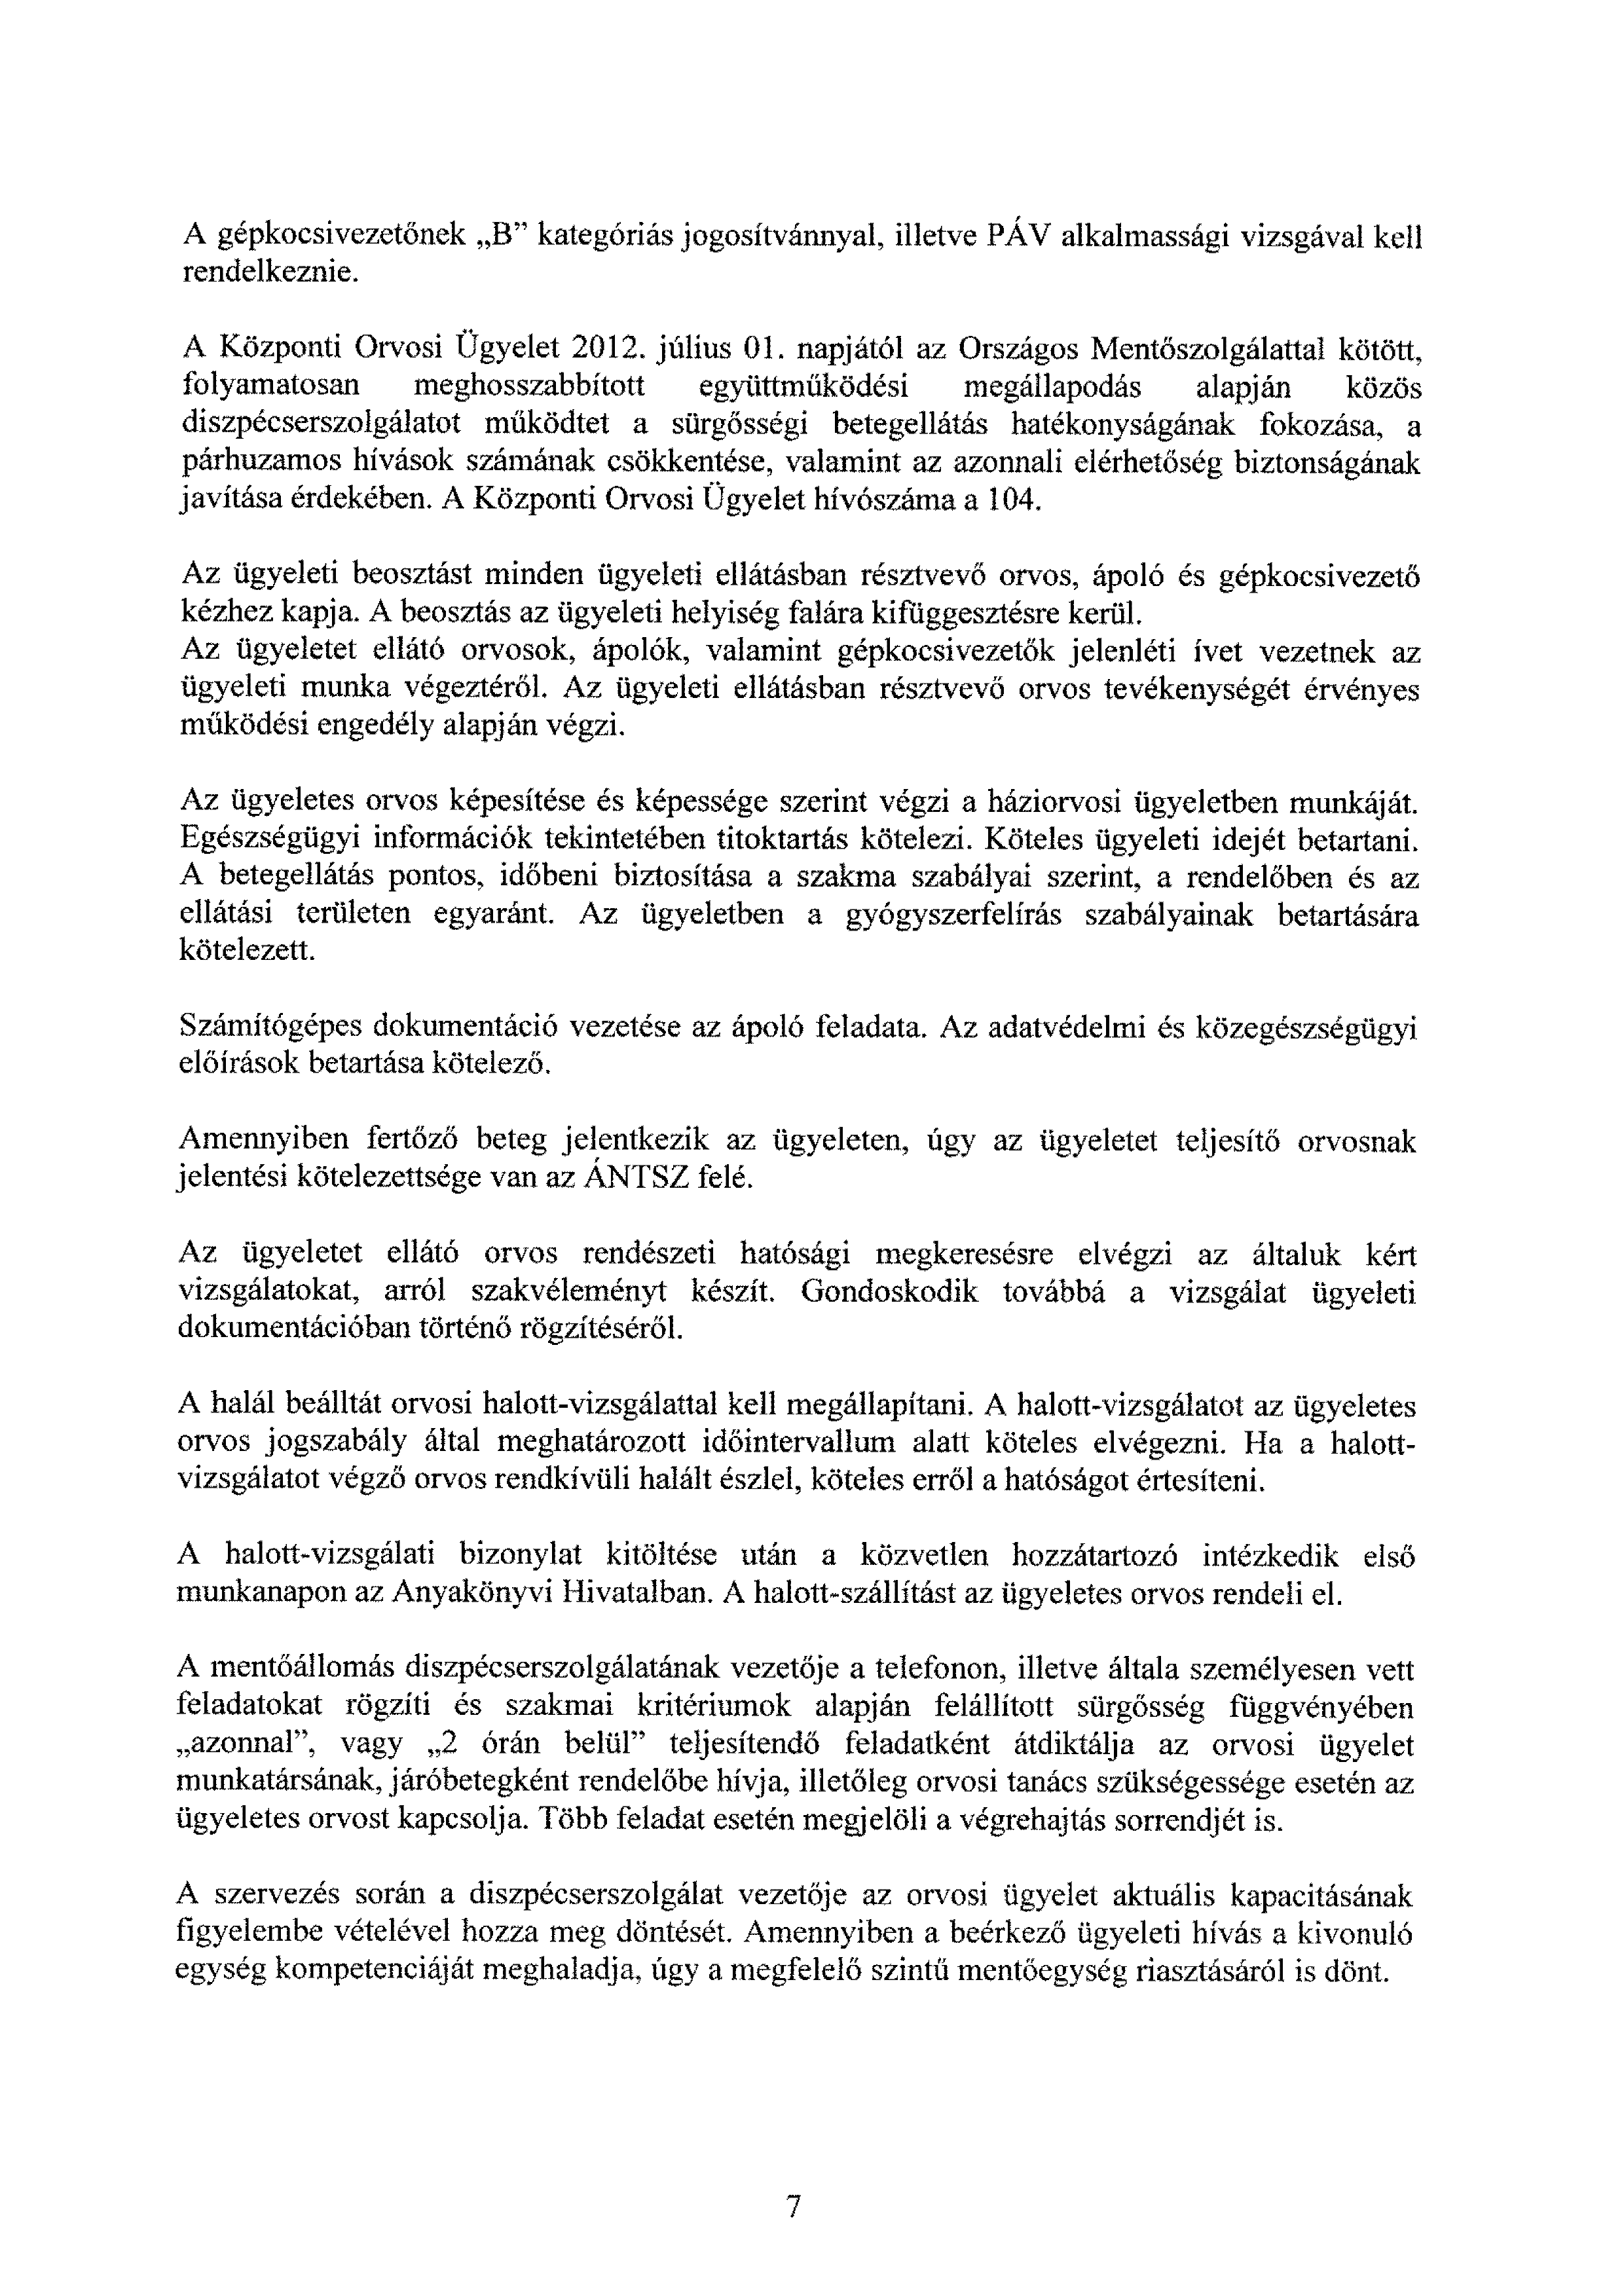 A gépkocsivezetőnek „B” kategóriás jogosítvánnyal, illetve PÁV alkalmassági vizsgával kell
rendelkeznie.
A Központi Orvosi Ügyelet 2012. július 01. napjától az Országos Mentőszolgálattal kötött,
folyamatosan meghosszabbított együttműködési megállapodás alapján közös
diszpécserszolgálatot működtet a sürgősségi betegellátás hatékonyságának fokozása, a
párhuzamos hívások számának csökkentése, valamint az azonnali elérhetőség biztonságának
javítása érdekében. A Központi Orvosi Ügyelet hívószáma a 104.
Az ügyeleti beosztást minden ügyeleti ellátásban résztvevő orvos, ápoló és gépkocsivezető
kézhez kapja. A beosztás az ügyeleti helyiség falára kifüggesztésre kerül.
Az ügyeletet ellátó orvosok, ápolók, valamint gépkocsivezetők jelenléti ívet vezetnek az
ügyeleti munka végeztéről. Az ügyeleti ellátásban résztvevő orvos tevékenységét érvényes
működési engedély alapján végzi.
Az ügyeletes orvos képesítése és képessége szerint végzi a háziorvosi ügyeletben munkáját.
Egészségügyi információk tekintetében titoktartás kötelezi. Köteles ügyeleti idejét betartani.
A betegellátás pontos, időbeni biztosítása a szakma szabályai szerint, a rendelőben és az
ellátási területen egyaránt. Az ügyeletben a gyógyszerfelírás szabályainak betartására
kötelezett.
Számítógépes dokumentáció vezetése az ápoló feladata. Az adatvédelmi és közegészségügyi
előírások betartása kötelező.
Amennyiben fertőző beteg jelentkezik az ügyeleten, úgy az ügyeletet teljesítő orvosnak
jelentési kötelezettsége van az ÁNTSZ felé.
Az ügyeletet ellátó orvos rendészeti hatósági megkeresésre elvégzi az általuk kért
vizsgálatokat, arról szakvéleményt készít. Gondoskodik továbbá a vizsgálat ügyeleti
dokumentációban történő rögzítéséről.
A halál beálltát orvosi halott-vizsgálattal kell megállapítani. A halott-vizsgálatot az ügyeletes
orvos jogszabály által meghatározott időintervallum alatt köteles elvégezni. Ha a halott-
vizsgálatot végző orvos rendkívüli halált észlel, köteles erről a hatóságot értesíteni.
A halott-vizsgálati bizonylat kitöltése után a közvetlen hozzátartozó intézkedik első
munkanapon az Anyakönyvi Hivatalban. A halott-szállítást az ügyeletes orvos rendeli el.
A mentőállomás diszpécserszolgálatának vezetője a telefonon, illetve általa személyesen vett
feladatokat rögzíti és szakmai kritériumok alapján felállított sürgősség függvényében
„azonnal”, vagy „2 órán belül” teljesítendő feladatként átdiktálja az orvosi ügyelet
munkatársának, járóbetegként rendelőbe hívja, illetőleg orvosi tanács szükségessége esetén az
ügyeletes orvost kapcsolja. Több feladat esetén megjelöli a végrehajtás sorrendjét is.
A szervezés során a diszpécserszolgálat vezetője az orvosi ügyelet aktuális kapacitásának
figyelembe vételével hozza meg döntését. Amennyiben a beérkező ügyeleti hívás a kivonuló
egység kompetenciáját meghaladja, úgy a megfelelő szintű mentőegység riasztásáról is dönt.
7